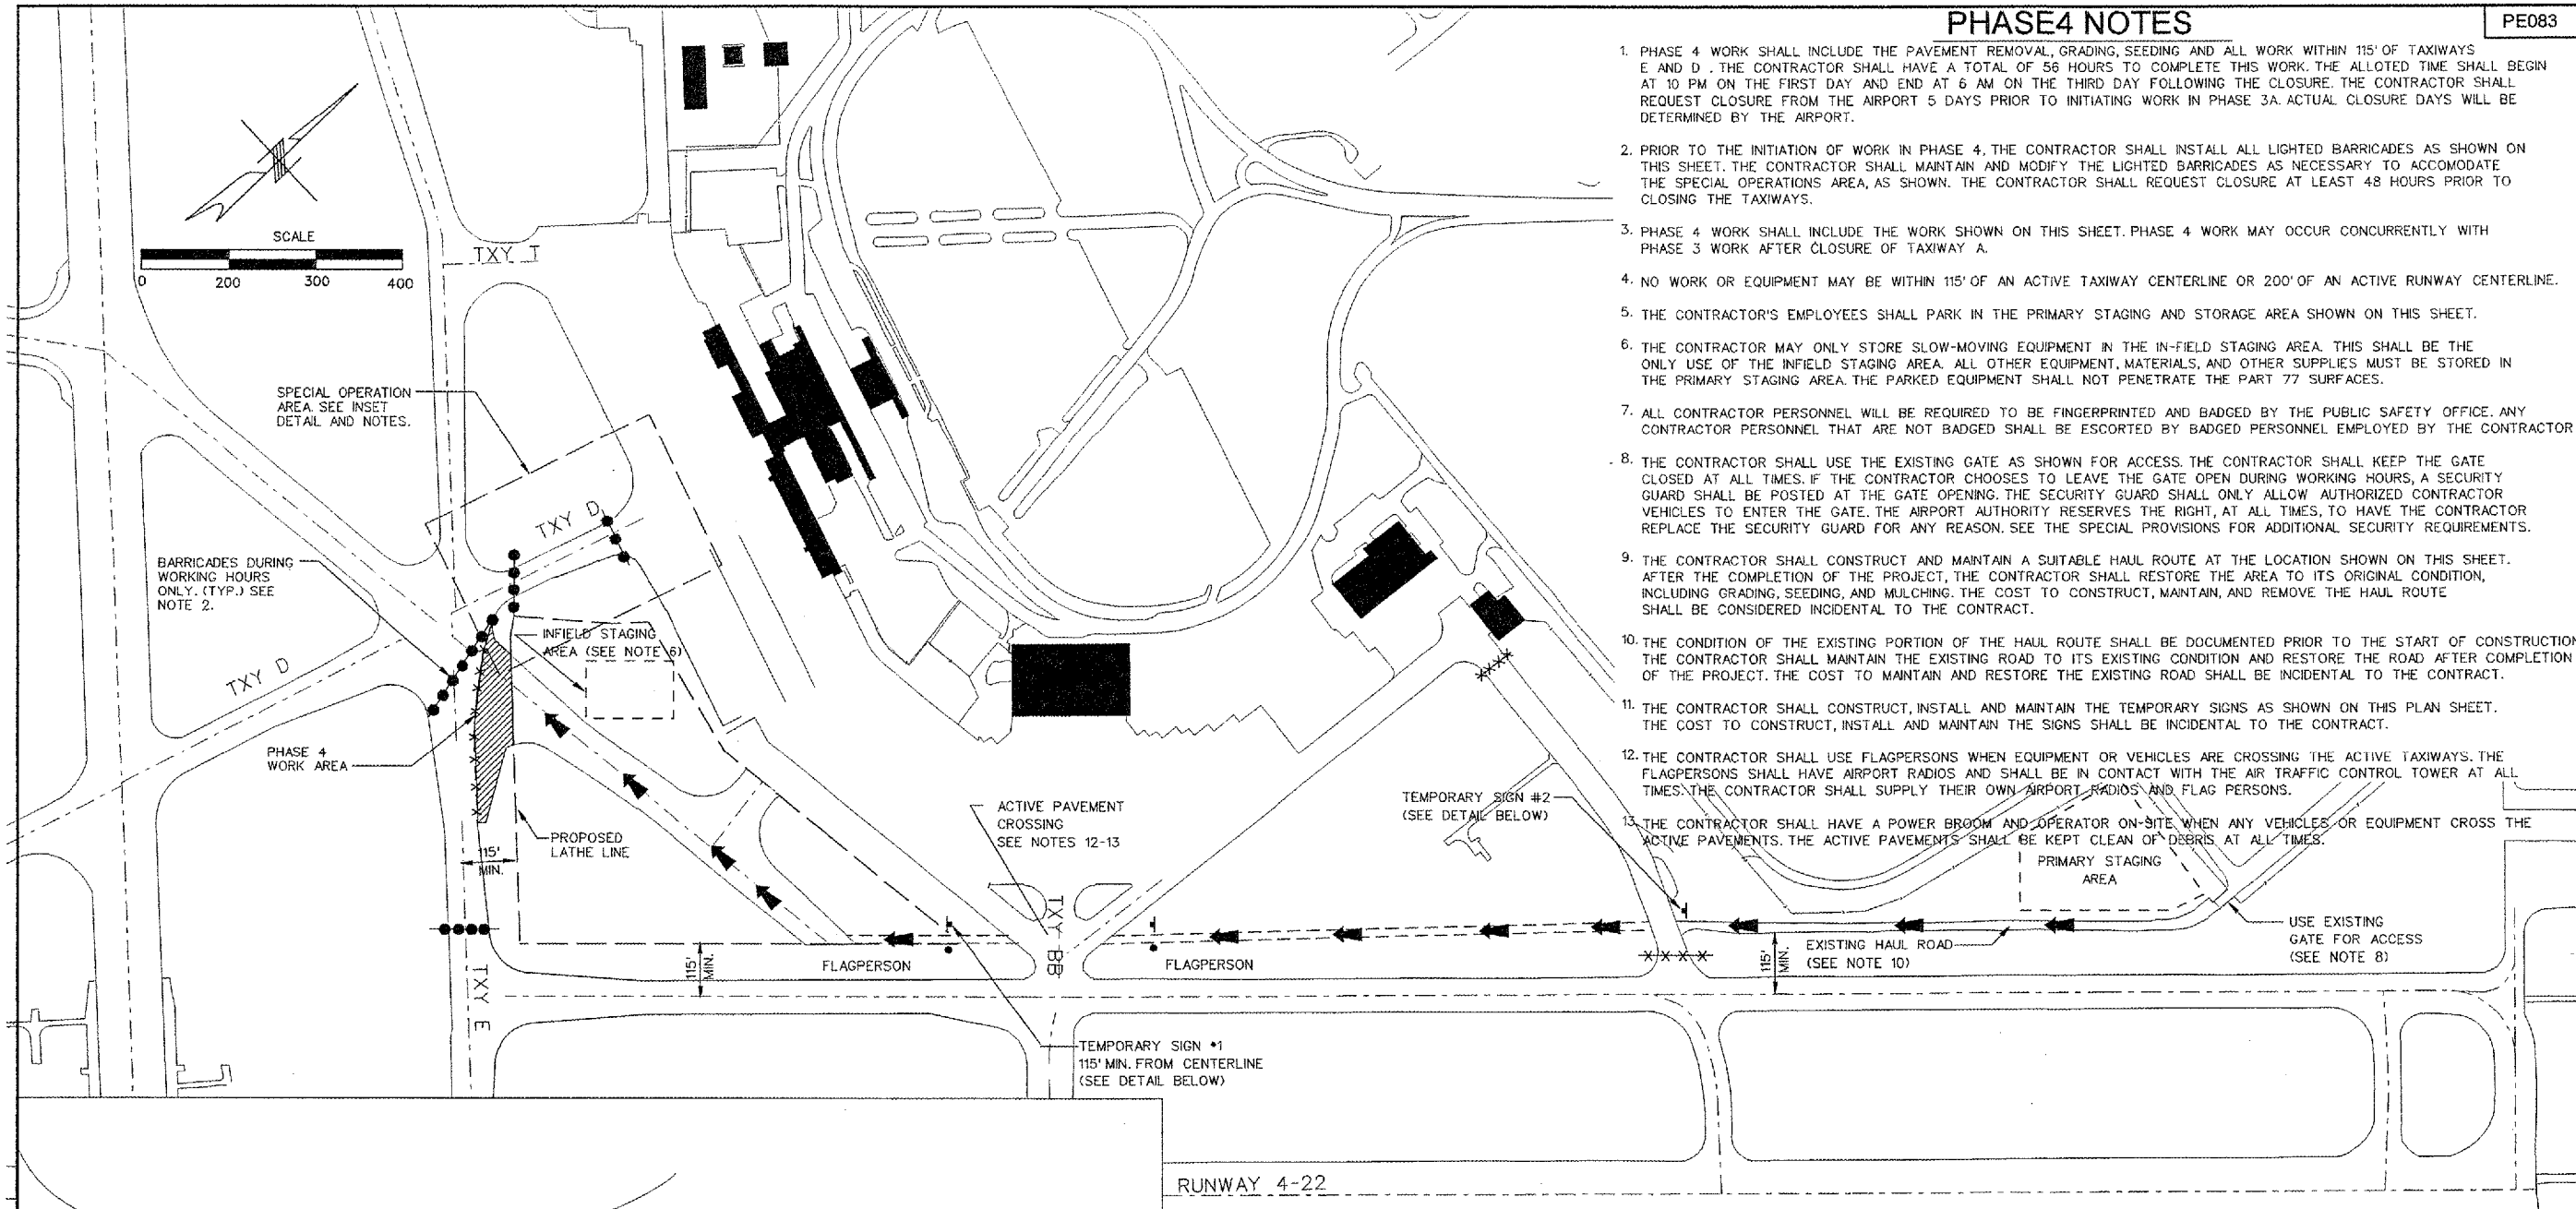 PHASE4 NOTES
PE083
1. PHASE 4 WORK SHALL INCLUDE THE PAVEMENT REMOVAL, GRADING, SEEDING AND ALL WORK WITHIN 115' OF TAXIWAYS
E AND D . THE CONTRACTOR SHALL HAVE A TOTAL OF 56 HOURS TO COMPLETE THIS WORK. THE ALLOTED TIME SHALL BEGIN
AT 10 PM ON THE FIRST DAY AND END AT 6 AM ON THE THIRD DAY FOLLOWING THE CLOSURE. THE CONTRACTOR SHALL
REQUEST CLOSURE FROM THE AIRPORT 5 DAYS PRIOR TO INITIATING WORK IN PHASE 3A. ACTUAL CLOSURE DAYS WILL BE
DETERMINED BY THE AIRPORT.
2. PRIOR TO THE INITIATION OF WORK IN PHASE 4, THE CONTRACTOR SHALL INSTALL ALL LIGHTED BARRICADES AS SHOWN ON
THIS SHEET. THE CONTRACTOR SHALL MAINTAIN AND MODIFY THE LIGHTED BARRICADES AS NECESSARY TO ACCOMODATE
THE SPECIAL OPERATIONS AREA, AS SHOWN. THE CONTRACTOR SHALL REQUEST CLOSURE AT LEAST 48 HOURS PRIOR TO
CLOSING THE TAXIWAYS.
3. PHASE 4 WORK SHALL INCLUDE THE WORK SHOWN ON THIS SHEET. PHASE 4 WORK MAY OCCUR CONCURRENTLY WITH
PHASE 3 WORK AFTER CLOSURE OF TAXIWAY A.
4. NO WORK OR EQUIPMENT MAY BE WITHIN 115' OF AN ACTIVE TAXIWAY CENTERLINE OR 200' OF AN ACTIVE RUNWAY CENTERLINE.
5. THE CONTRACTOR'S EMPLOYEES SHALL PARK IN THE PRIMARY STAGING AND STORAGE AREA SHOWN ON THIS SHEET.
6. THE CONTRACTOR MAY ONLY STORE SLOW-MOVING EQUIPMENT IN THE IN-FIELD STAGING AREA. THIS SHALL BE THE
ONLY USE OF THE INFIELD STAGING AREA. ALL OTHER EQUIPMENT, MATERIALS, AND OTHER SUPPLIES MUST BE STORED IN
THE PRIMARY STAGING AREA. THE PARKED EQUIPMENT SHALL NOT PENETRATE THE PART 77 SURFACES.
7. ALL CONTRACTOR PERSONNEL WILL BE REQUIRED TO BE FINGERPRINTED AND BADGED BY THE PUBLIC SAFETY OFFICE. ANY
CONTRACTOR PERSONNEL THAT ARE NOT BADGED SHALL BE ESCORTED BY BADGED PERSONNEL EMPLOYED BY THE CONTRACTOR
8. THE CONTRACTOR SHALL USE THE EXISTING GATE AS SHOWN FOR ACCESS. THE CONTRACTOR SHALL KEEP THE GATE
CLOSED AT ALL TIMES. IF THE CONTRACTOR CHOOSES TO LEAVE THE GATE OPEN DURING WORKING HOURS, A SECURITY
GUARD SHALL BE POSTED AT THE GATE OPENING. THE SECURITY GUARD SHALL ONLY ALLOW AUTHORIZED CONTRACTOR
VEHICLES TO ENTER THE GATE. THE AIRPORT AUTHORITY RESERVES THE RIGHT, AT ALL TIMES, TO HAVE THE CONTRACTOR
REPLACE THE SECURITY GUARD FOR ANY REASON. SEE THE SPECIAL PROVISIONS FOR ADDITIONAL SECURITY REQUIREMENTS.
9. THE CONTRACTOR SHALL CONSTRUCT AND MAINTAIN A SUITABLE HAUL ROUTE AT THE LOCATION SHOWN ON THIS SHEET.
AFTER THE COMPLETION OF THE PROJECT, THE CONTRACTOR SHALL RESTORE THE AREA TO ITS ORIGINAL CONDITION,
INCLUDING GRADING, SEEDING, AND MULCHING. THE COST TO CONSTRUCT, MAINTAIN, AND REMOVE THE HAUL ROUTE
SHALL BE CONSIDERED INCIDENTAL TO THE CONTRACT.
10. THE CONDITION OF THE EXISTING PORTION OF THE HAUL ROUTE SHALL BE DOCUMENTED PRIOR TO THE START OF CONSTRUCTION
THE CONTRACTOR SHALL MAINTAIN THE EXISTING ROAD TO ITS EXISTING CONDITION AND RESTORE THE ROAD AFTER COMPLETION
OF THE PROJECT. THE COST TO MAINTAIN AND RESTORE THE EXISTING ROAD SHALL BE INCIDENTAL TO THE CONTRACT.
11. THE CONTRACTOR SHALL CONSTRUCT, INSTALL AND MAINTAIN THE TEMPORARY SIGNS AS SHOWN ON THIS PLAN SHEET.
THE COST TO CONSTRUCT, INSTALL AND MAINTAIN THE SIGNS SHALL BE INCIDENTAL TO THE CONTRACT.
12. THE CONTRACTOR SHALL USE FLAGPERSONS WHEN EQUIPMENT OR VEHICLES ARE CROSSING THE ACTIVE TAXIWAYS. THE
FLAGPERSONS SHALL HAVE AIRPORT RADIOS AND SHALL BE IN CONTACT WITH THE AIR TRAFFIC CONTROL TOWER AT ALL
TIMES. THE CONTRACTOR SHALL SUPPLY THEIR OWN AIRPORT RADIOS AND FLAG PERSONS.
13. THE CONTRACTOR SHALL HAVE A POWER BROOM AND OPERATOR ON-SITE WHEN ANY VEHICLES OR EQUIPMENT CROSS THE
ACTIVE PAVEMENTS. THE ACTIVE PAVEMENTS SHALL BE KEPT CLEAN OF DEBRIS AT ALL TIMES.
SCALE
0 200 300 400
TXY T
SPECIAL OPERATION
AREA. SEE INSET
DETAIL AND NOTES.
TXY D
BARRICADES DURING
WORKING HOURS
ONLY. (TYP.) SEE
NOTE 2.
INFIELD STAGING
AREA (SEE NOTE 6)
TXY D
PHASE 4
WORK AREA
PROPOSED
LATHE LINE
115'
MIN.
ACTIVE PAVEMENT
CROSSING
SEE NOTES 12-13
TEMPORARY SIGN #2
(SEE DETAIL BELOW)
PRIMARY STAGING
AREA
USE EXISTING
GATE FOR ACCESS
(SEE NOTE 8)
TXY BB
115'
MIN.
FLAGPERSON
FLAGPERSON
115'
MIN.
EXISTING HAUL ROAD
(SEE NOTE 10)
TXY E
TEMPORARY SIGN #1
115' MIN. FROM CENTERLINE
(SEE DETAIL BELOW)
RUNWAY 4-22